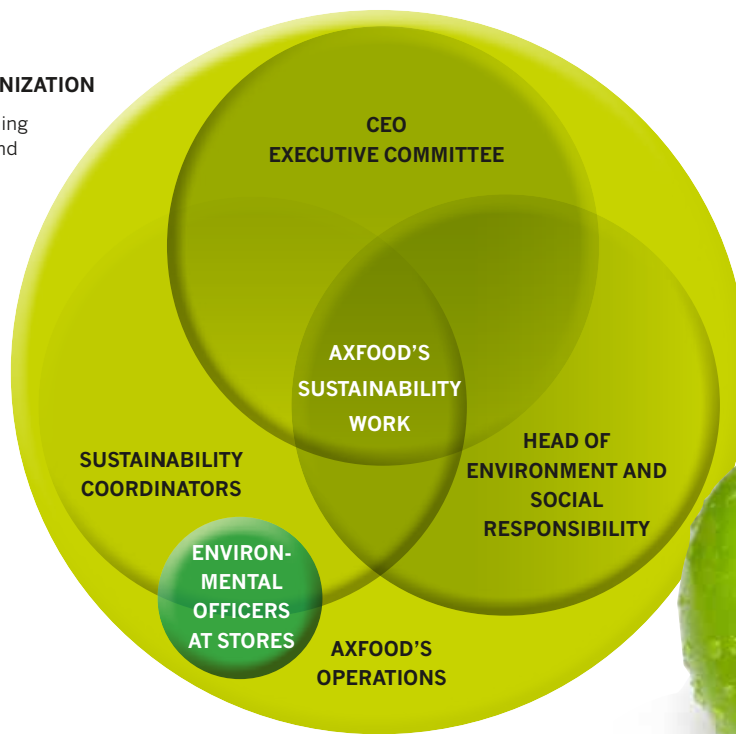 NIZATION
ing
nd
CEO
EXECUTIVE COMMITTEE
AXFOOD'S
SUSTAINABILITY
WORK
HEAD OF
ENVIRONMENT AND
SOCIAL
RESPONSIBILITY
SUSTAINABILITY
COORDINATORS
ENVIRON-
MENTAL
OFFICERS
AT STORES
AXFOOD'S
OPERATIONS